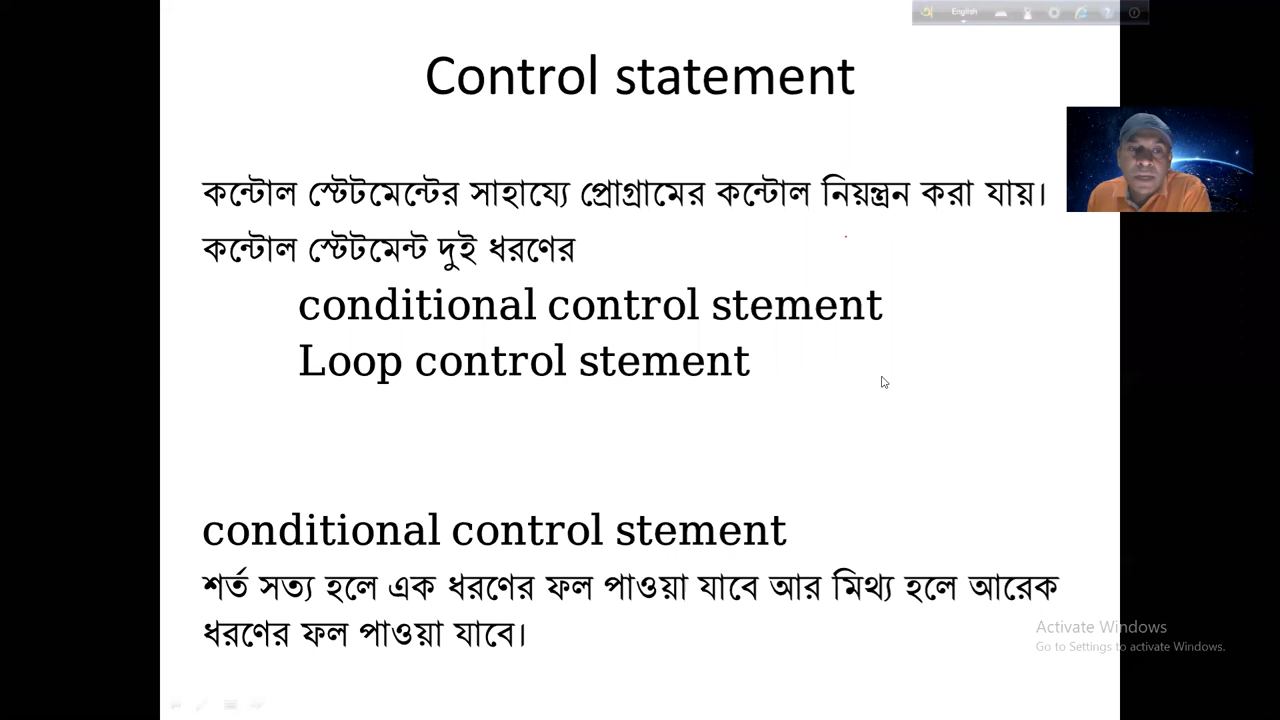 English
Control statement
কন্টোল স্টেটমেন্টের সাহায্যে প্রোগ্রামের কন্টোল নিয়ন্ত্রন করা যায়।
কন্টোল স্টেটমেন্ট দুই ধরণের
conditional control stement
Loop control stement
conditional control stement
শর্ত সত্য হলে এক ধরণের ফল পাওয়া যাবে আর মিথ্য হলে আরেক
ধরণের ফল পাওয়া যাবে।
Activate Windows
Go to Settings to activate Windows.